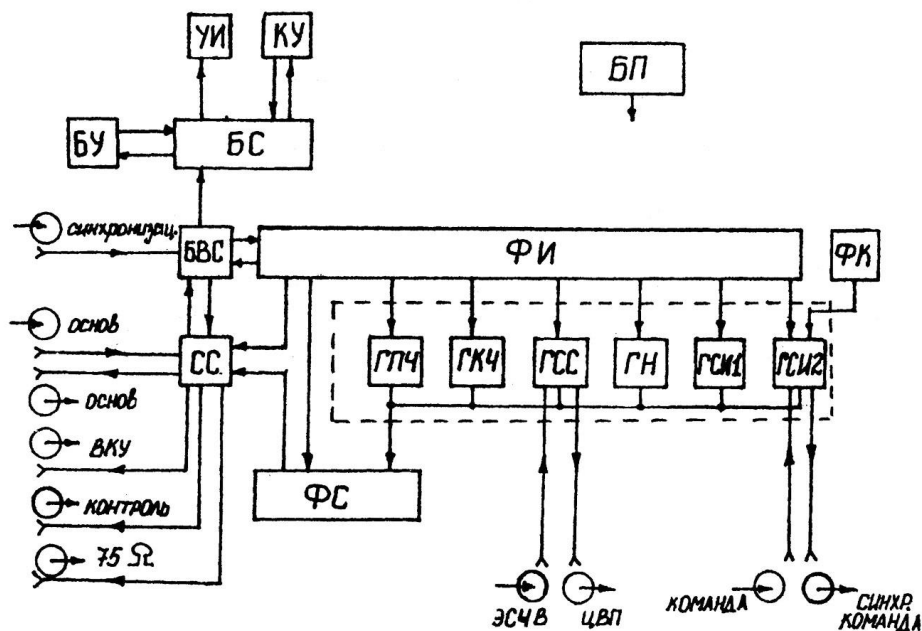 УИ
КУ
БП
БУ
БС
СИНХРОНИЗАЦ.
БВС
ФИ
ФК
ОСНОВ
СС.
ГПЧ
ГКЧ
ГСС
ГН
ГСИ1
ГСИ2
ОСНОВ
ВКУ
ФС
КОНТРОЛЬ
75 Ω
ЭСЧВ
ЦВП
КОМАНДА
СИНХР.
КОМАНДА